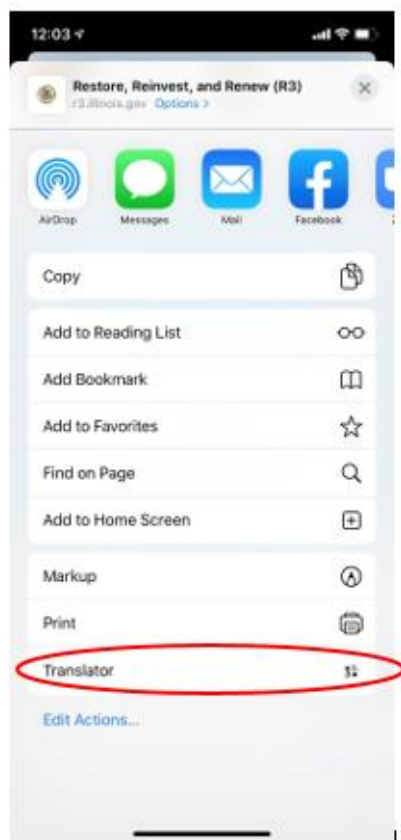 12:03
Restore, Reinvest, and Renew (R3)
r3.illinois.gov Options >
AirDrop Messages Mail Facebook
Copy
Add to Reading List
Add Bookmark
Add to Favorites
Find on Page
Add to Home Screen
Markup
Print
Translator
Edit Actions...